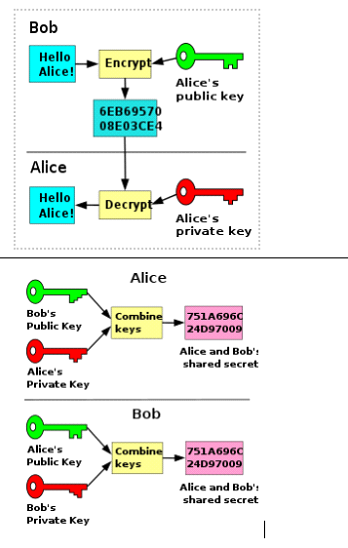 Bob
Hello
Alice!
Encrypt
Alice's
public key
6EB69570
08E03CE4
Alice
Hello
Alice!
Decrypt
Alice's
private key
Alice
Bob's
Public Key
Combine
keys
751A696C
24D97009
Alice's
Private Key
Alice and Bob's
shared secret
Bob
Alice's
Public Key
Combine
keys
751A696C
24D97009
Bob's
Private Key
Alice and Bob's
shared secret